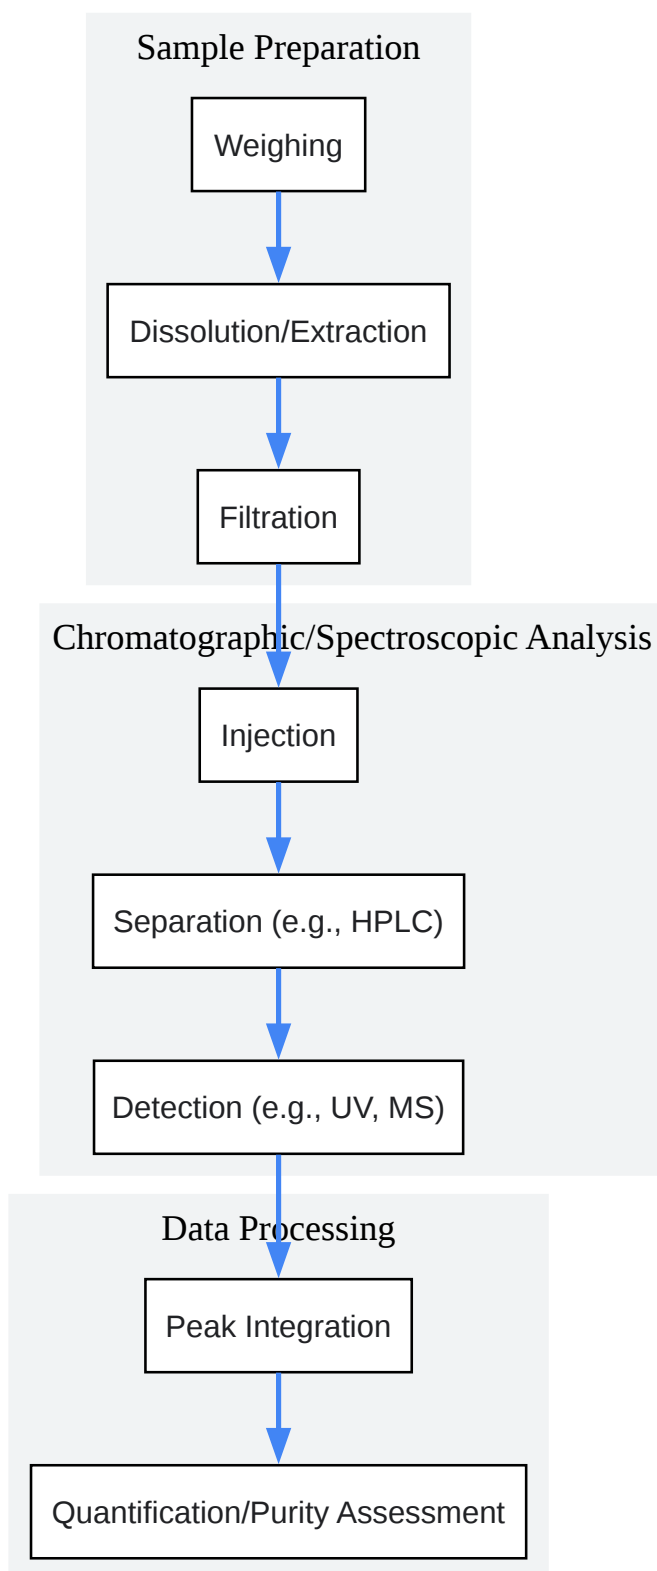 Sample Preparation
Weighing
Dissolution/Extraction
Filtration
Chromatographic/Spectroscopic Analysis
Injection
Separation (e.g., HPLC)
Detection (e.g., UV, MS)
Data Processing
Peak Integration
Quantification/Purity Assessment